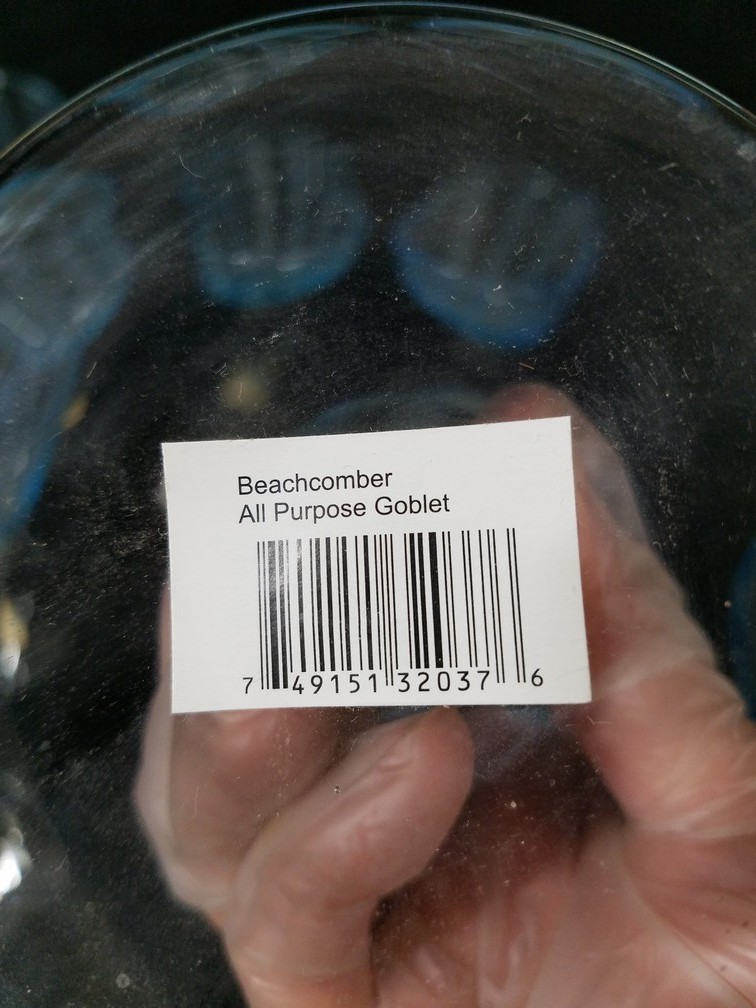 Beachcomber
All Purpose Goblet
7 49151 32037 6